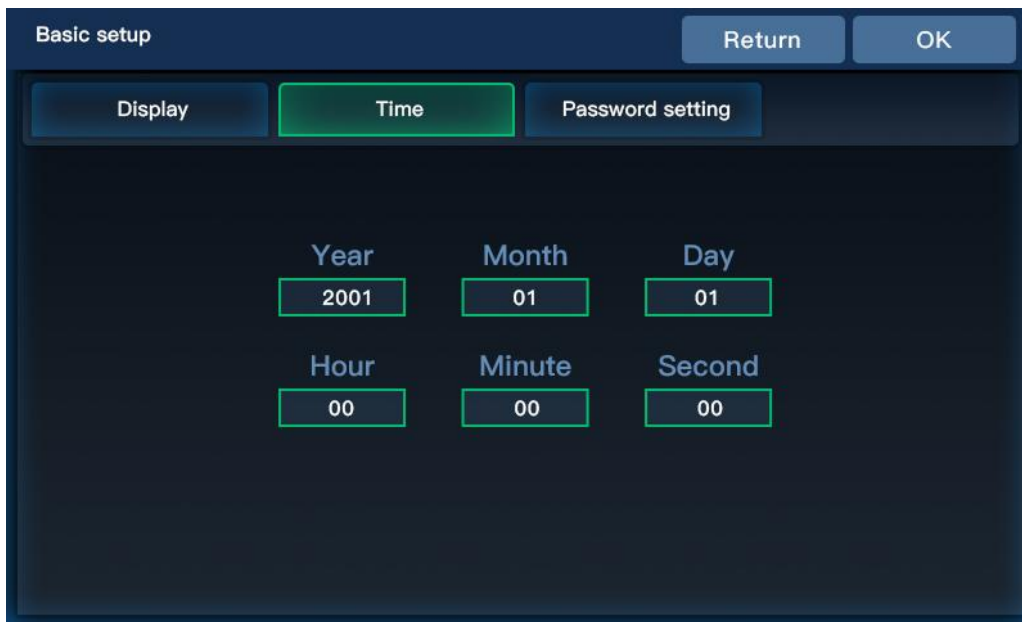 Basic setup
Return
OK
Display
Time
Password setting
Year
Month
Day
2001
01
01
Hour
Minute
Second
00
00
00